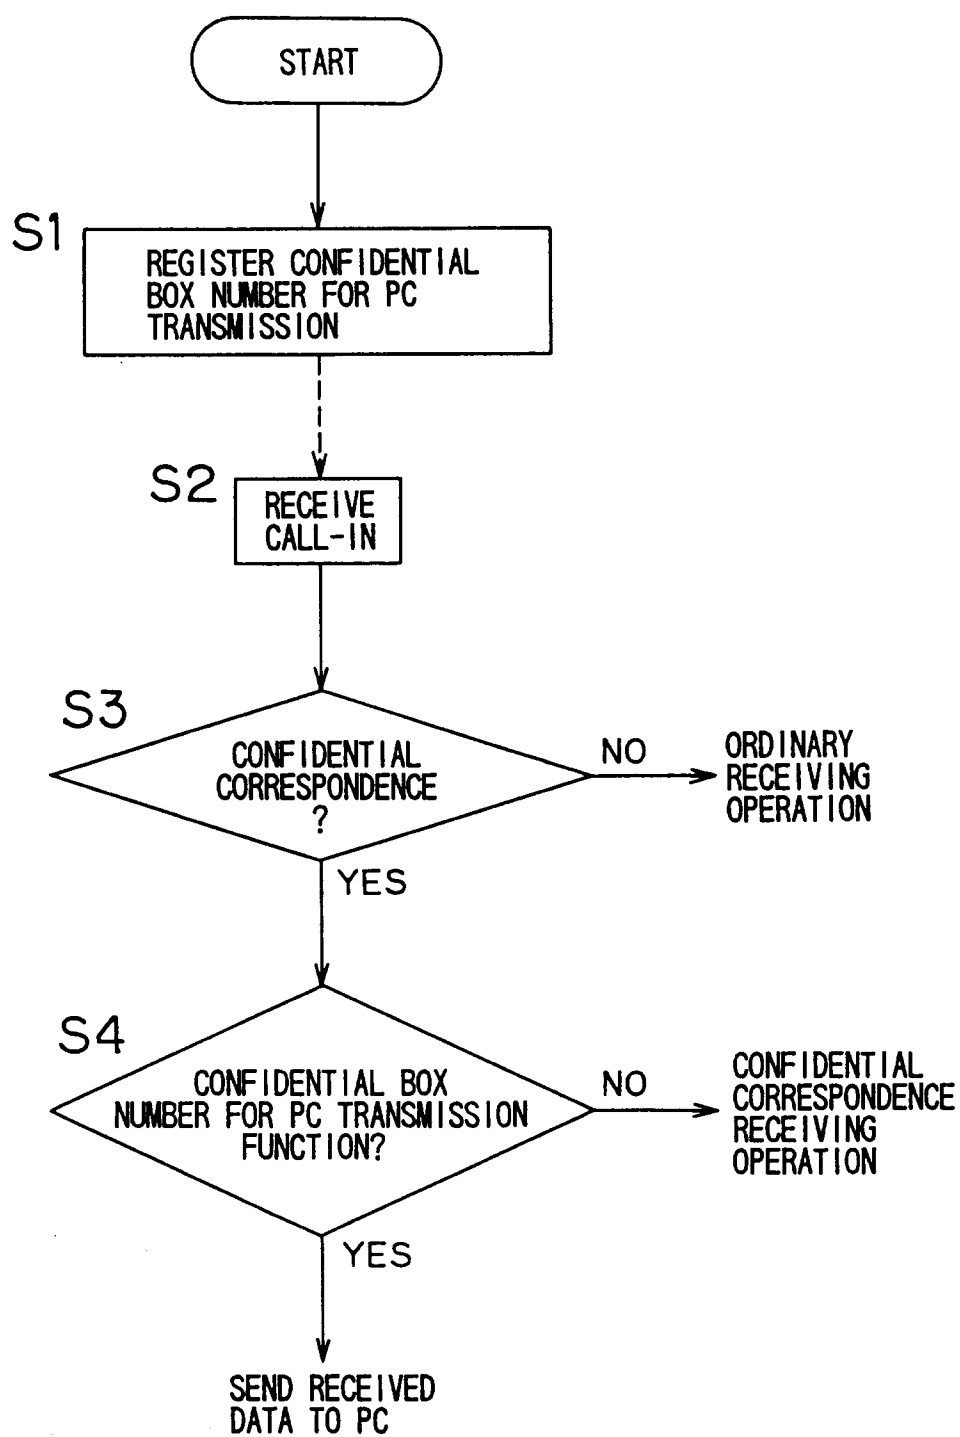 START
S1
REGISTER CONFIDENTIAL
BOX NUMBER FOR PC
TRANSMISSION
S2
RECEIVE
CALL-IN
S3
CONFIDENTIAL
CORRESPONDENCE
?
NO
ORDINARY
RECEIVING
OPERATION
YES
S4
CONFIDENTIAL BOX
NUMBER FOR PC TRANSMISSION
FUNCTION?
NO
CONFIDENTIAL
CORRESPONDENCE
RECEIVING
OPERATION
YES
SEND RECEIVED
DATA TO PC